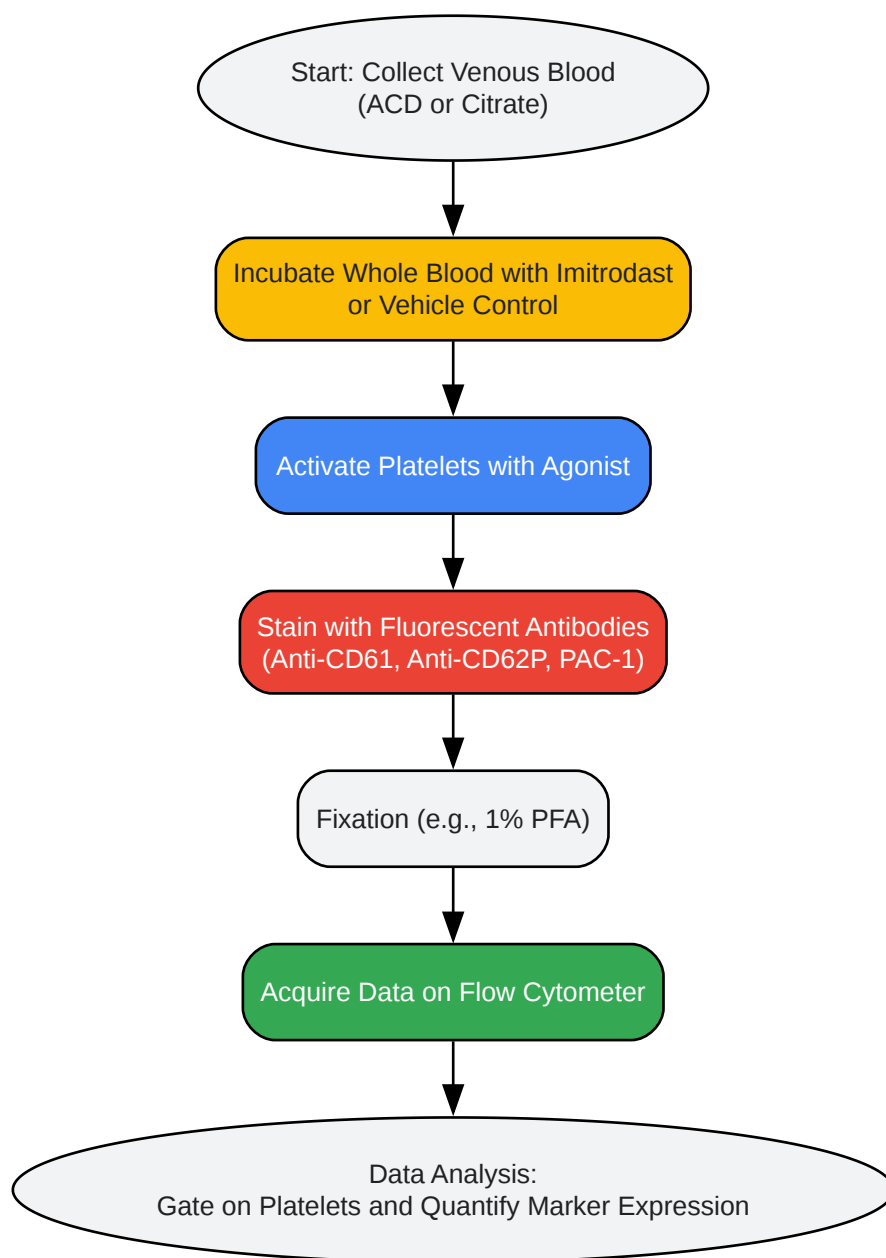 Start: Collect Venous Blood
(ACD or Citrate)
Incubate Whole Blood with Imitrodast
or Vehicle Control
Activate Platelets with Agonist
Stain with Fluorescent Antibodies
(Anti-CD61, Anti-CD62P, PAC-1)
Fixation (e.g., 1% PFA)
Acquire Data on Flow Cytometer
Data Analysis:
Gate on Platelets and Quantify Marker Expression